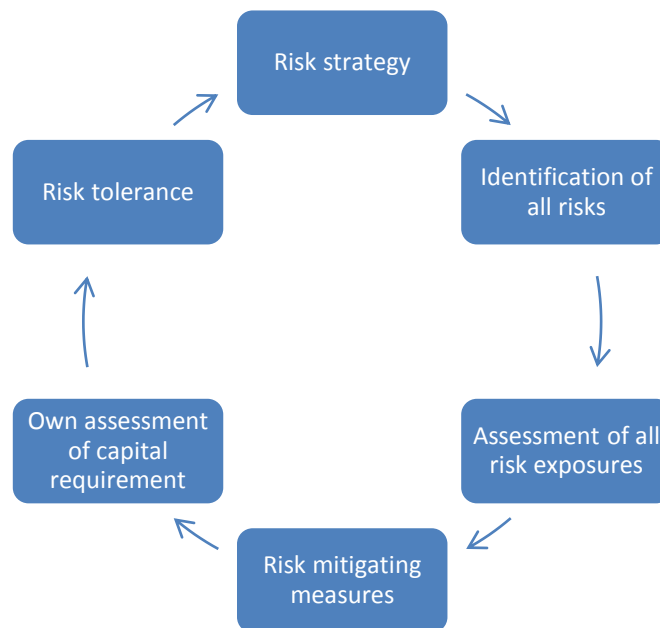 Risk strategy
Identification of
all risks
Assessment of all
risk exposures
Risk mitigating
measures
Own assessment
of capital
requirement
Risk tolerance